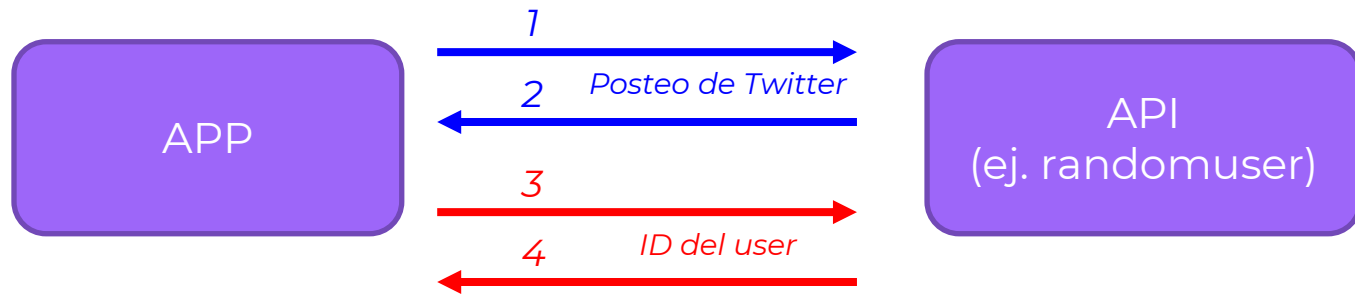 1
APP
Posteo de Twitter
2
API
(ej. randomuser)
3
ID del user
4